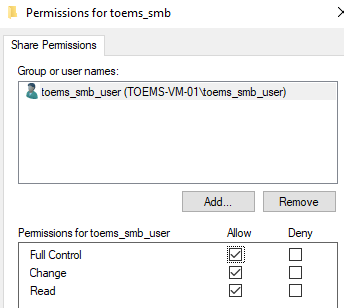 Permissions for toems_smb
Share Permissions
Group or user names:
toems_smb_user (TOEMS-VM-01\toems_smb_user)
Add...
Remove
Permissions for toems_smb_user Allow Deny
Full Control
Change
Read